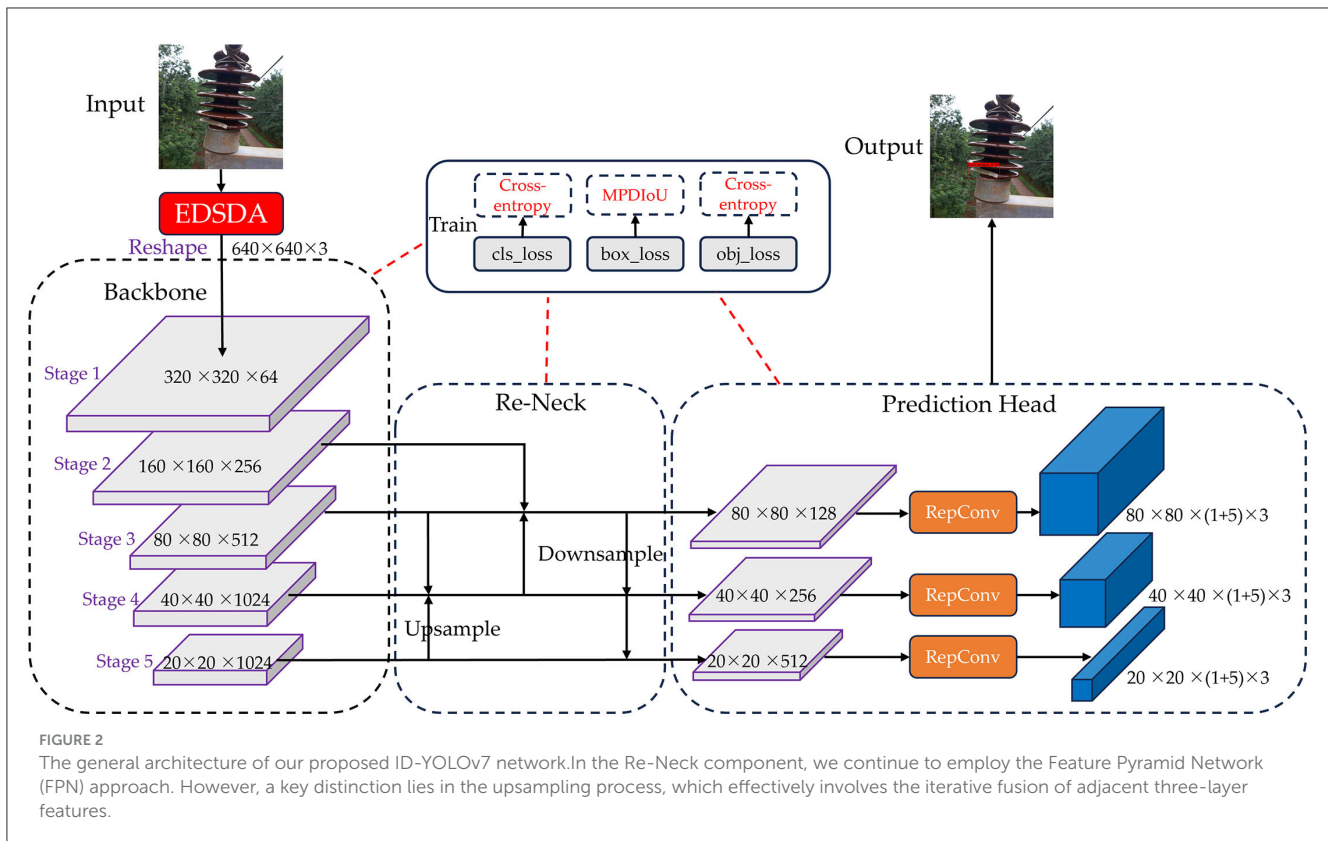 Input
EDSDA
Reshape
640×640×3
Backbone
Stage 1
320 ×320 ×64
Stage 2
160 ×160 ×256
Stage 3
80 ×80 ×512
Stage 4
40×40 ×1024
Stage 5
20×20 ×1024
Train
Cross-
entropy
MPDIoU
Cross-
entropy
cls_loss
box_loss
obj_loss
Re-Neck
Downsample
Upsample
Output
Prediction Head
80 ×80 ×128
RepConv
80 ×80 ×(1+5)×3
40×40 ×256
RepConv
40 ×40 ×(1+5)×3
20×20 ×512
RepConv
20 ×20 ×(1+5)×3
FIGURE 2
The general architecture of our proposed ID-YOLOv7 network.In the Re-Neck component, we continue to employ the Feature Pyramid Network
(FPN) approach. However, a key distinction lies in the upsampling process, which effectively involves the iterative fusion of adjacent three-layer
features.